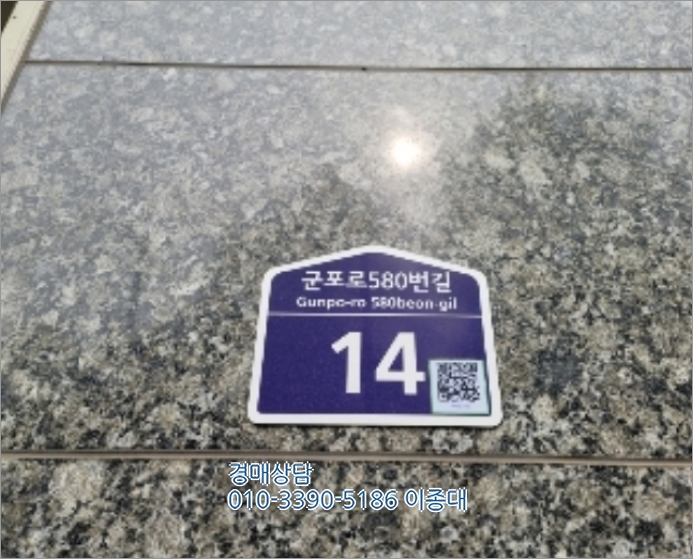 군포로580번길
Gunpo-ro 580beon-gil
14
경매상담
010-3390-5186 이종대